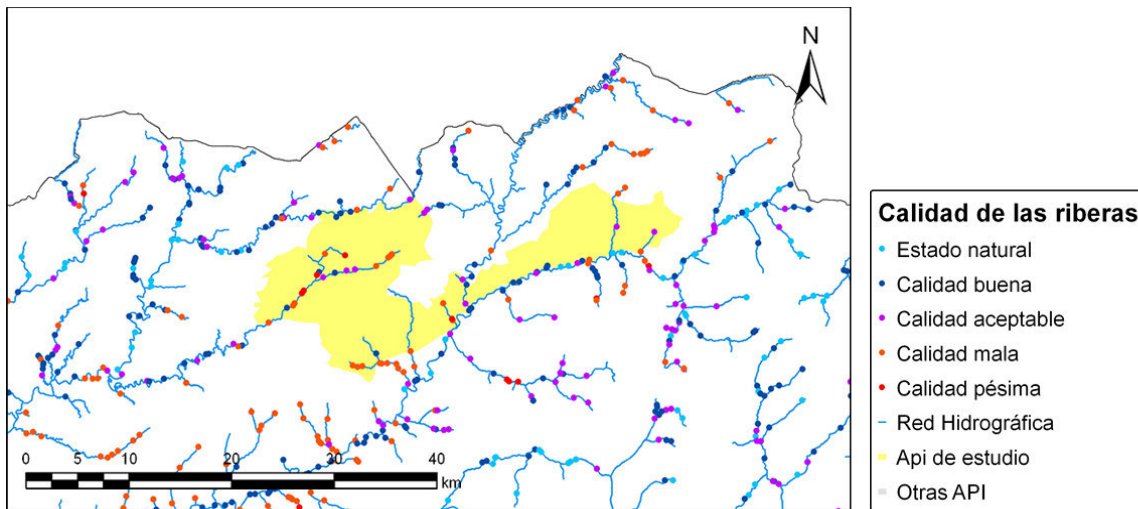 N
0 5 10 20 30 40
km
Calidad de las riberas
Estado natural
Calidad buena
Calidad aceptable
Calidad mala
Calidad pésima
Red Hidrográfica
Api de estudio
Otras API